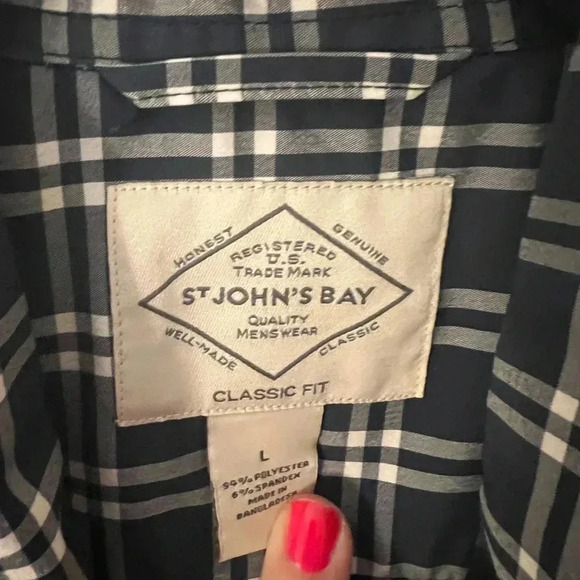 HONEST
GENUINE
REGISTERED
U.S.
TRADE MARK
ST JOHN'S BAY
QUALITY
MENSWEAR
WELL-MADE
CLASSIC
CLASSIC FIT
L
94% POLYESTER
6% SPANDEX
MADE IN
BANGLADESH